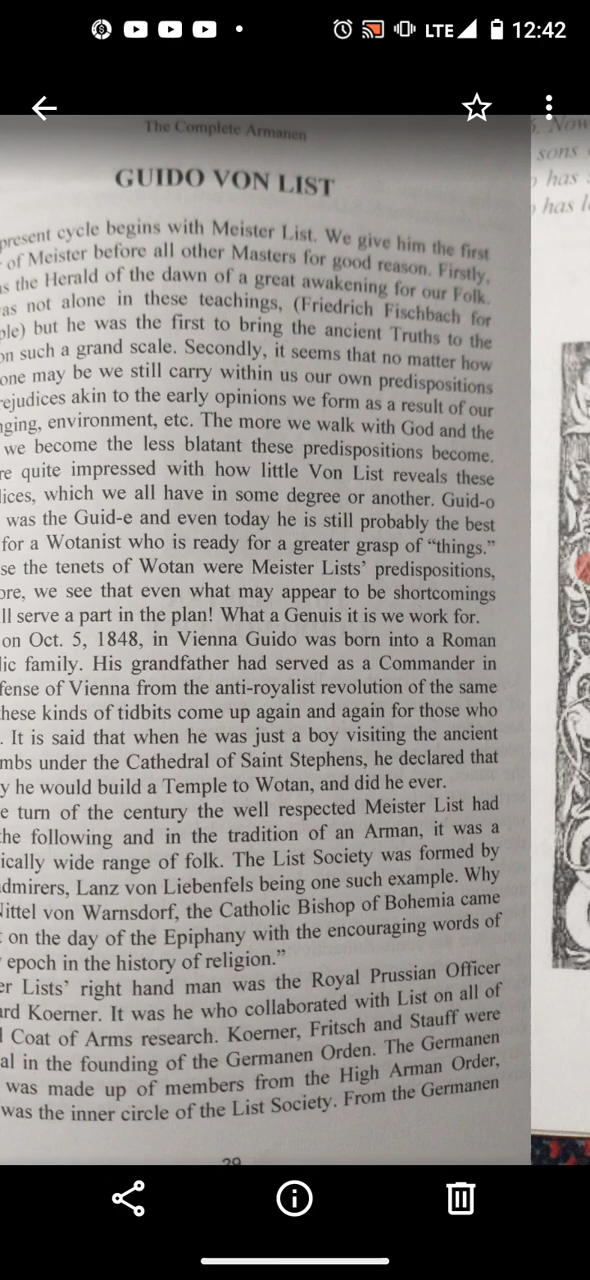 LTE 12:42
The Complete Armanen
GUIDO VON LIST
present cycle begins with Meister List. We give him the first
of Meister before all other Masters for good reason. Firstly,
s the Herald of the dawn of a great awakening for our Folk.
as not alone in these teachings, (Friedrich Fischbach for
ple) but he was the first to bring the ancient Truths to the
on such a grand scale. Secondly, it seems that no matter how
one may be we still carry within us our own predispositions
rejudices akin to the early opinions we form as a result of our
ging, environment, etc. The more we walk with God and the
we become the less blatant these predispositions become.
re quite impressed with how little Von List reveals these
lices, which we all have in some degree or another. Guid-o
was the Guid-e and even today he is still probably the best
for a Wotanist who is ready for a greater grasp of “things.”
se the tenets of Wotan were Meister Lists’ predispositions,
ore, we see that even what may appear to be shortcomings
ll serve a part in the plan! What a Genuis it is we work for.
on Oct. 5, 1848, in Vienna Guido was born into a Roman
lic family. His grandfather had served as a Commander in
fense of Vienna from the anti-royalist revolution of the same
these kinds of tidbits come up again and again for those who
. It is said that when he was just a boy visiting the ancient
mbs under the Cathedral of Saint Stephens, he declared that
y he would build a Temple to Wotan, and did he ever.
e turn of the century the well respected Meister List had
the following and in the tradition of an Arman, it was a
ically wide range of folk. The List Society was formed by
admirers, Lanz von Liebenfels being one such example. Why
Nittel von Warnsdorf, the Catholic Bishop of Bohemia came
t on the day of the Epiphany with the encouraging words of
epoch in the history of religion.”
er Lists’ right hand man was the Royal Prussian Officer
ard Koerner. It was he who collaborated with List on all of
l Coat of Arms research. Koerner, Fritsch and Stauff were
al in the founding of the Germanen Orden. The Germanen
was made up of members from the High Arman Order,
was the inner circle of the List Society. From the Germanen
Now
sons
has
has